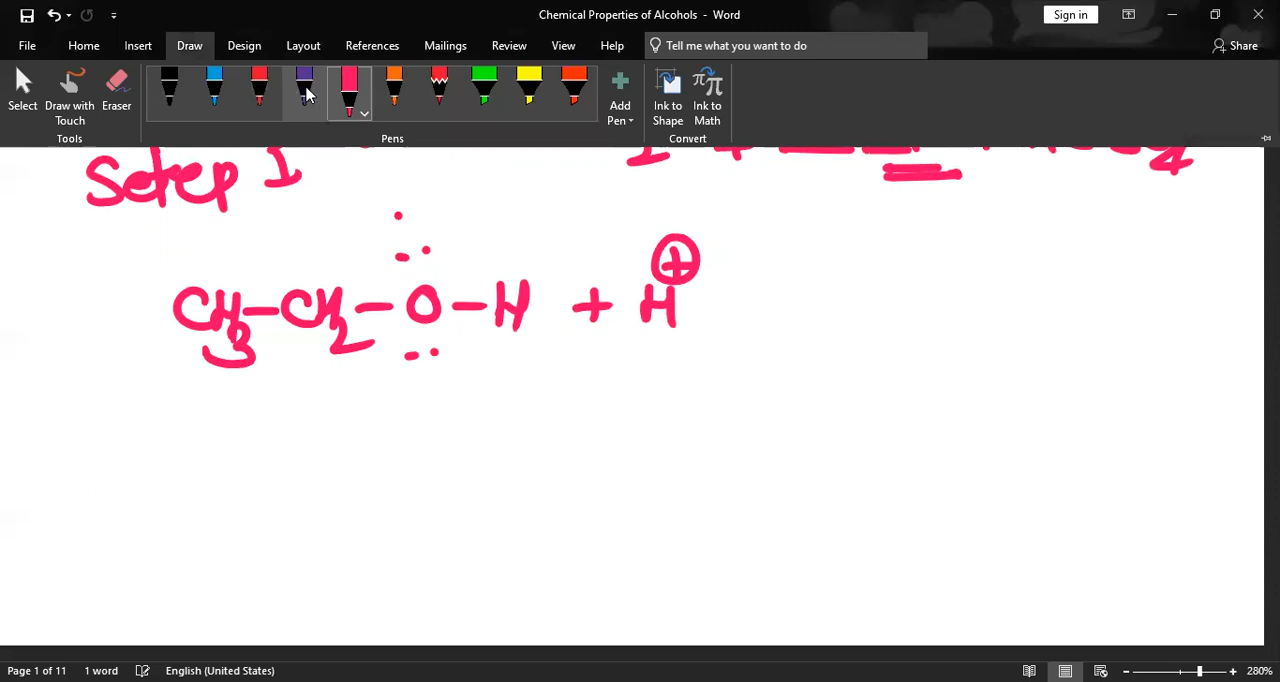 Chemical Properties of Alcohols - Word
Sign in
File Home Insert Draw Design Layout References Mailings Review View Help Tell me what you want to do Share
Select Draw with Touch Eraser Add Pen Ink to Shape Ink to Math
Tools Pens Convert
Setep I
CH3-CH2-O-H + H⊕
Page 1 of 11 1 word English (United States) 280%